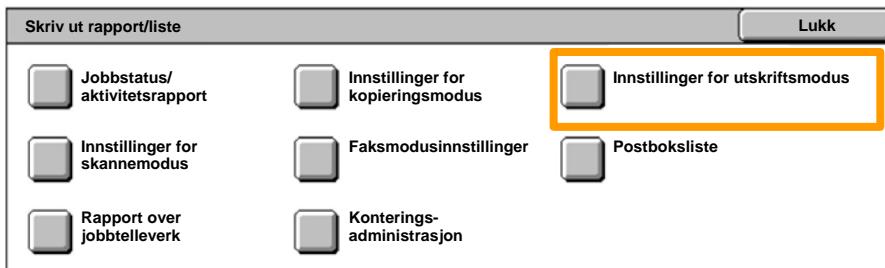 Skriv ut rapport/liste
Lukk
Jobbstatus/
aktivitetsrapport
Innstillinger for
kopieringsmodus
Innstillinger for utskriftsmodus
Innstillinger for
skannemodus
Faksmodusinnstillinger
Postboksliste
Rapport over
jobbtelleverk
Konterings-
administrasjon